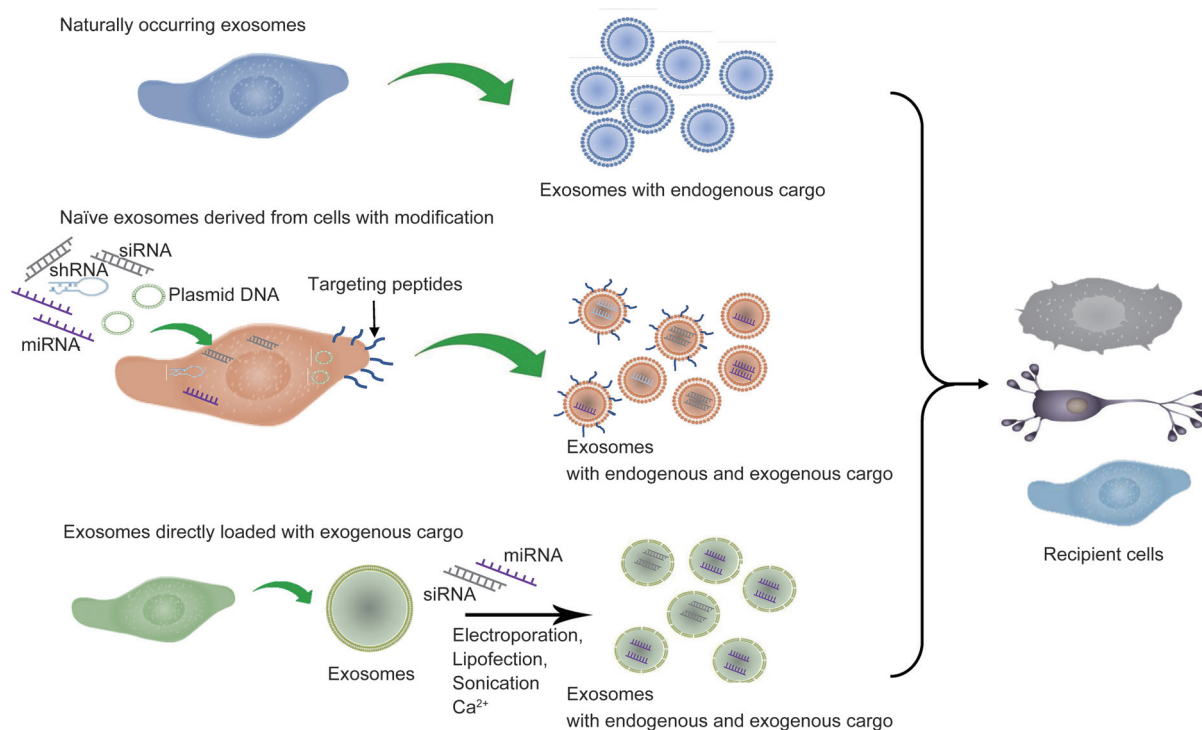 Naturally occurring exosomes
Exosomes with endogenous cargo
Naïve exosomes derived from cells with modification
siRNA
shRNA
Plasmid DNA
miRNA
Targeting peptides
Exosomes
with endogenous and exogenous cargo
Exosomes directly loaded with exogenous cargo
miRNA
siRNA
Exosomes
Electroporation,
Lipofection,
Sonication
Ca²⁺
Exosomes
with endogenous and exogenous cargo
Recipient cells